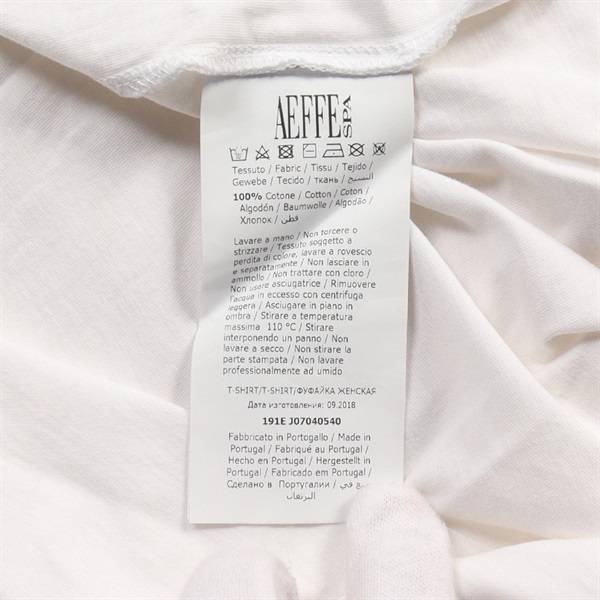 AEFFE SPA
Tessuto / Fabric / Tissu / Tejido /
Gewebe / Tecido / ткань / النسيج
100% Cotone / Cotton / Coton /
Algodón / Baumwolle / Algodão /
Хлопок / قطن
Lavare a mano / Non torcere o
strizzare / Tessuto soggetto a
perdita di colore, lavare a rovescio
e separatamente / Non lasciare in
ammollo / Non trattare con cloro /
Non usare asciugatrice / Rimuovere
l'acqua in eccesso con centrifuga
leggera / Asciugare in piano in
ombra / Stirare a temperatura
massima 110 °C / Stirare
interponendo un panno / Non
lavare a secco / Non stirare la
parte stampata / Non lavare
professionalmente ad umido
T-SHIRT/T-SHIRT/ФУФАЙКА ЖЕНСКАЯ
Дата изготовления: 09.2018
191E J07040540
Fabbricato in Portogallo / Made in
Portugal / Fabriqué au Portugal /
Hecho en Portugal / Hergestellt in
Portugal / Fabricado em Portugal /
Сделано в Португалии / صنع في
البرتغال